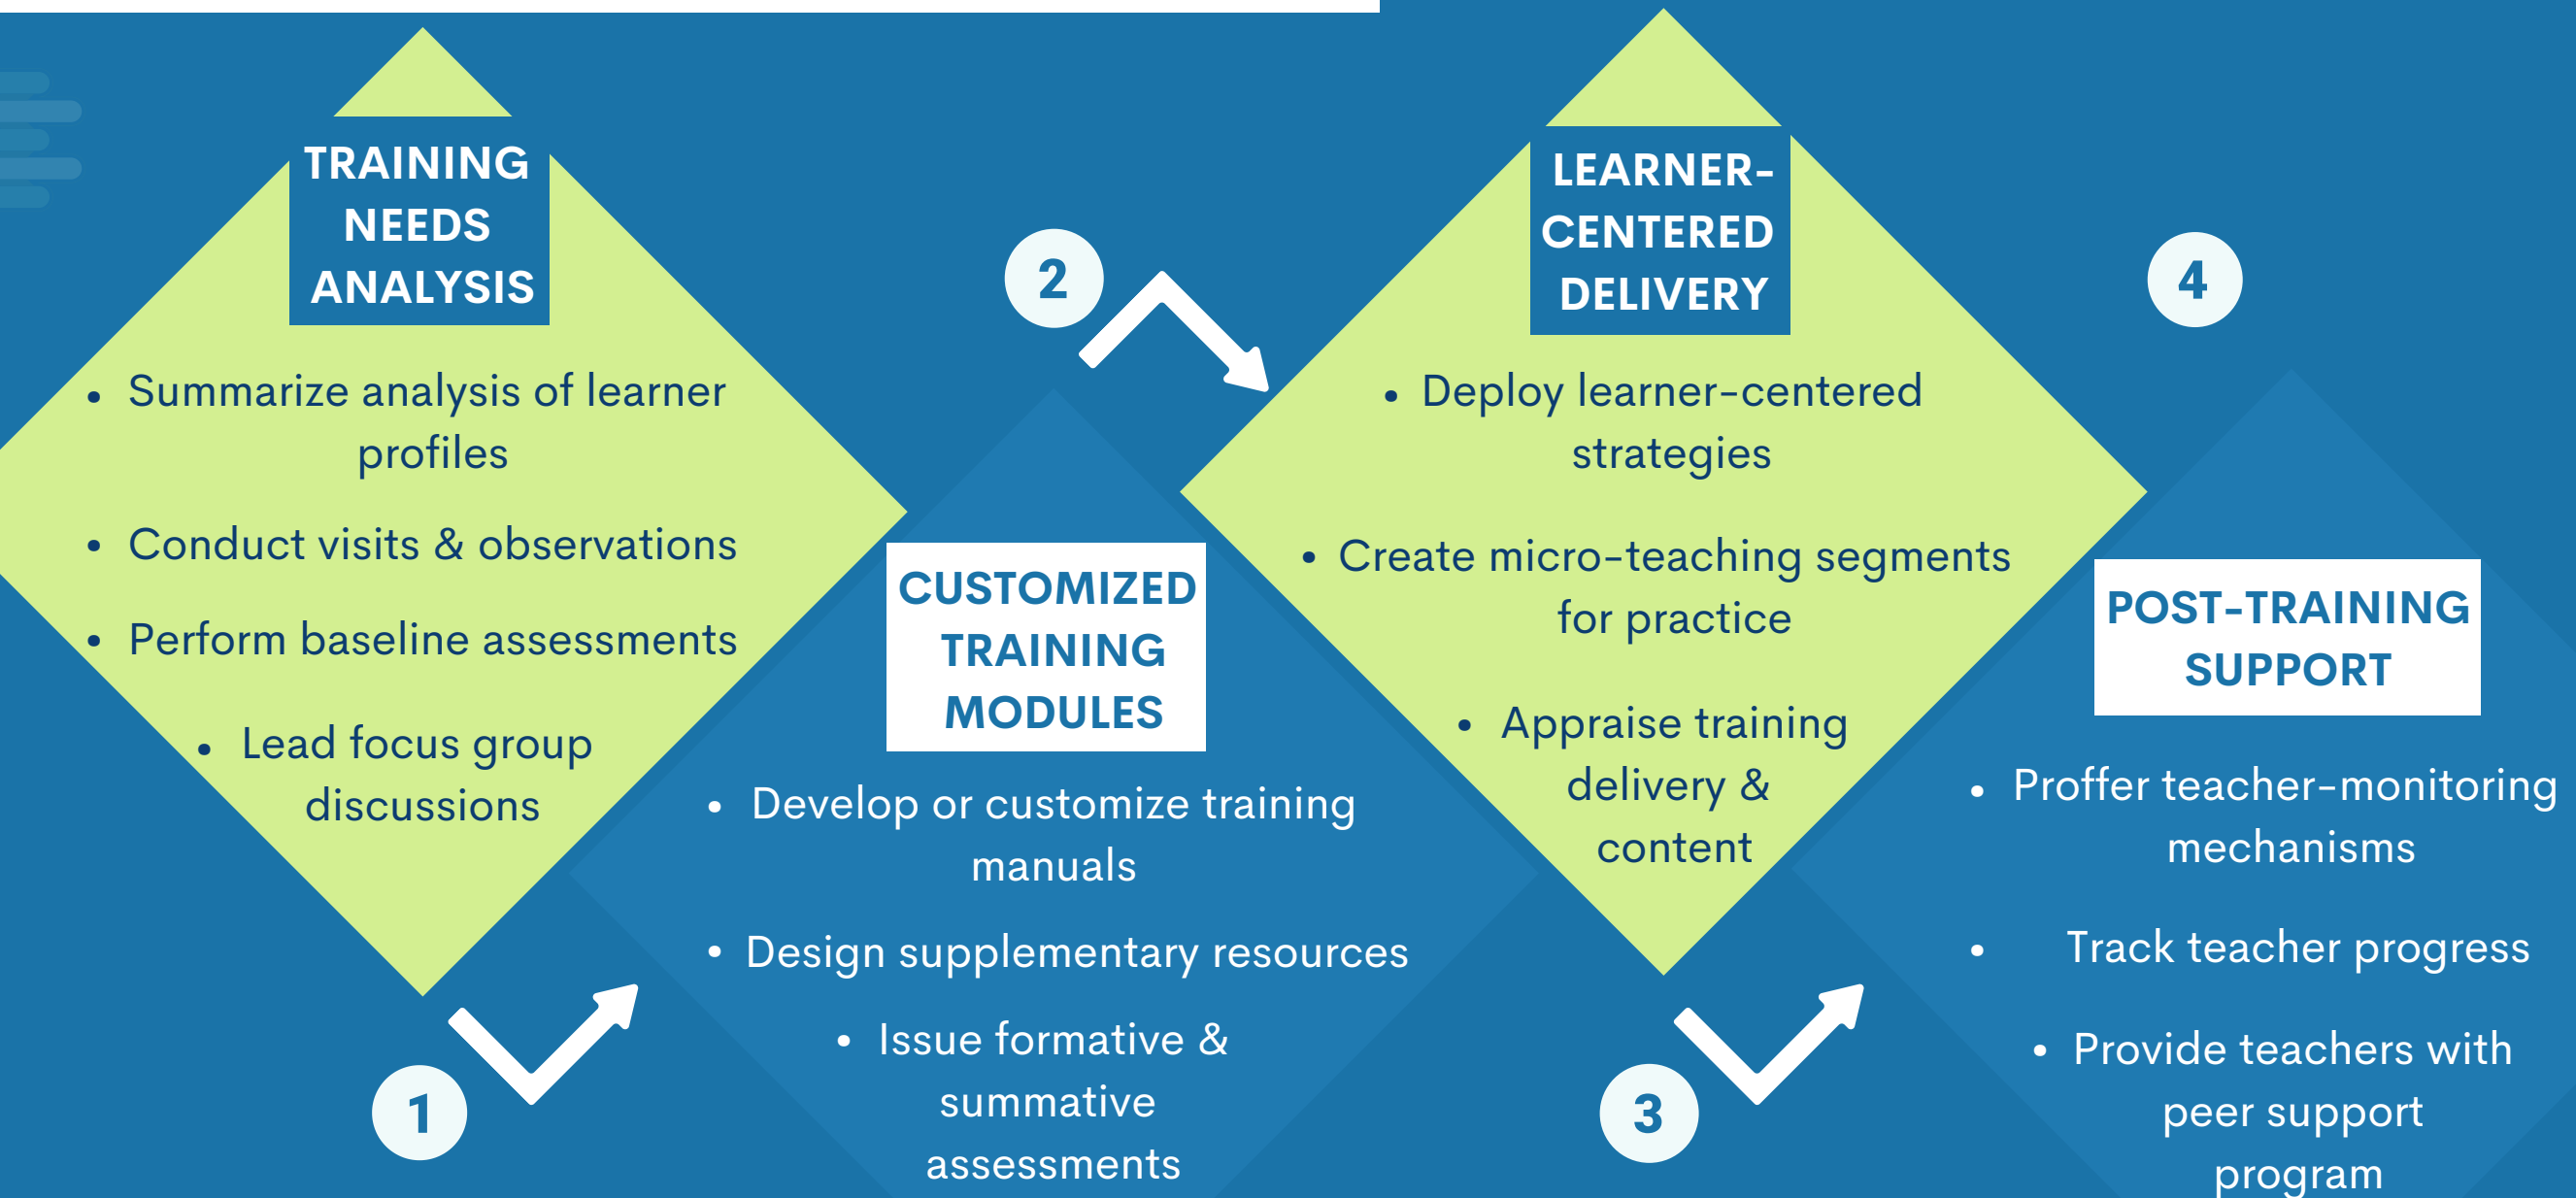 TRAINING
NEEDS
ANALYSIS
• Summarize analysis of learner
profiles
• Conduct visits & observations
• Perform baseline assessments
• Lead focus group
discussions
1
2
CUSTOMIZED
TRAINING
MODULES
• Develop or customize training
manuals
• Design supplementary resources
• Issue formative &
summative
assessments
LEARNER-
CENTERED
DELIVERY
• Deploy learner-centered
strategies
• Create micro-teaching segments
for practice
• Appraise training
delivery &
content
3
4
POST-TRAINING
SUPPORT
• Proffer teacher-monitoring
mechanisms
• Track teacher progress
• Provide teachers with
peer support
program